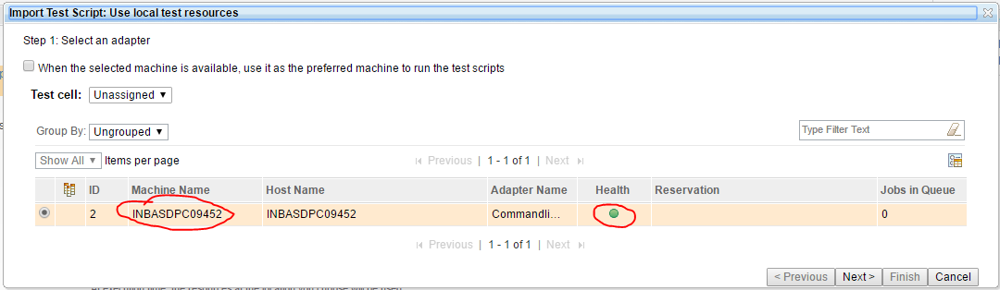 Import Test Script: Use local test resources
Step 1: Select an adapter
When the selected machine is available, use it as the preferred machine to run the test scripts
Test cell: Unassigned
Group By: Ungrouped Type Filter Text
Show All Items per page Previous | 1 - 1 of 1 | Next
ID Machine Name Host Name Adapter Name Health Reservation Jobs in Queue
2 INBASDPC09452 INBASDPC09452 Commandli... 0
Previous | 1 - 1 of 1 | Next
< Previous Next > Finish Cancel